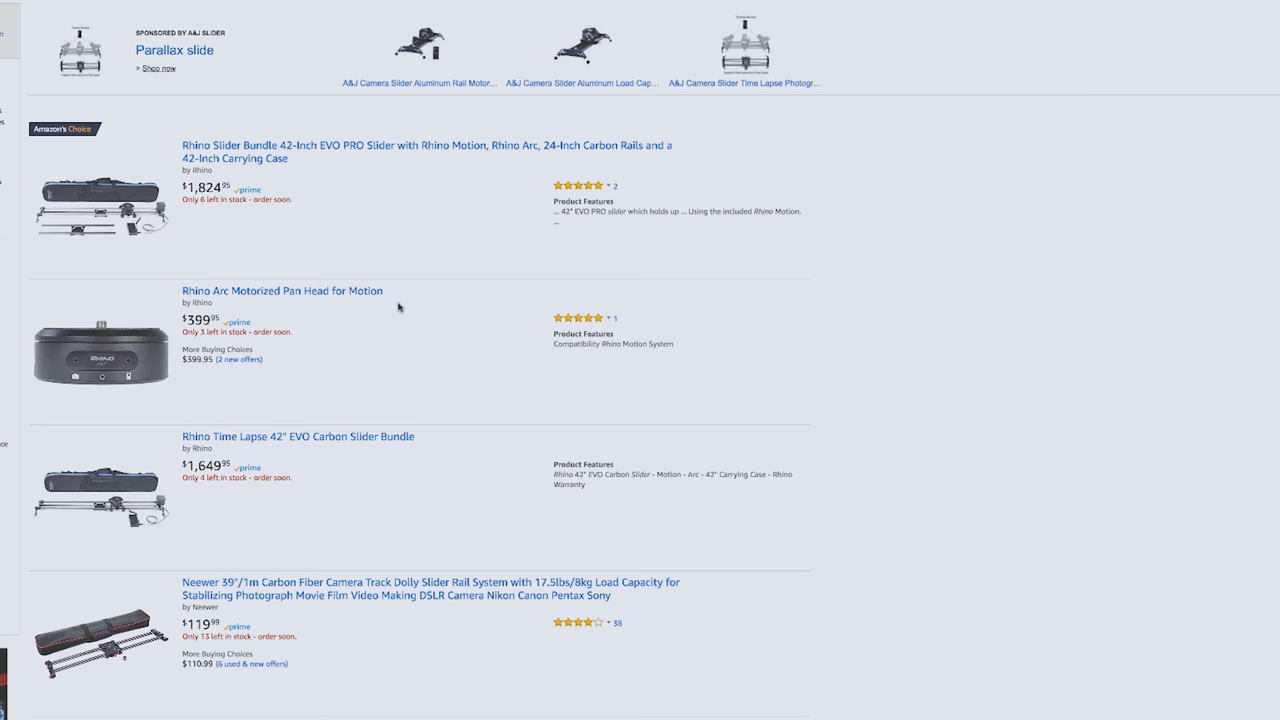 SPONSORED BY A&J SLIDER
Parallax slide
> Shop now
A&J Camera Slider Aluminum Rail Motor...
A&J Camera Slider Aluminum Load Cap...
A&J Camera Slider Time Lapse Photogr...
Amazon's Choice
Rhino Slider Bundle 42-Inch EVO PRO Slider with Rhino Motion, Rhino Arc, 24-Inch Carbon Rails and a
42-Inch Carrying Case
by Rhino
$1,824.95 prime
Only 6 left in stock - order soon.
2
Product Features
... 42" EVO PRO slider which holds up ... Using the included Rhino Motion.
...
Rhino Arc Motorized Pan Head for Motion
by Rhino
$399.95 prime
Only 3 left in stock - order soon.
More Buying Choices
$399.95 (2 new offers)
1
Product Features
Compatibility Rhino Motion System
RHINO
Rhino Time Lapse 42" EVO Carbon Slider Bundle
by Rhino
$1,649.95 prime
Only 4 left in stock - order soon.
Product Features
Rhino 42" EVO Carbon Slider - Motion - Arc - 42" Carrying Case - Rhino
Warranty
Neewer 39"/1m Carbon Fiber Camera Track Dolly Slider Rail System with 17.5lbs/8kg Load Capacity for
Stabilizing Photograph Movie Film Video Making DSLR Camera Nikon Canon Pentax Sony
by Neewer
$119.99 prime
Only 13 left in stock - order soon.
More Buying Choices
$110.99 (6 used & new offers)
38